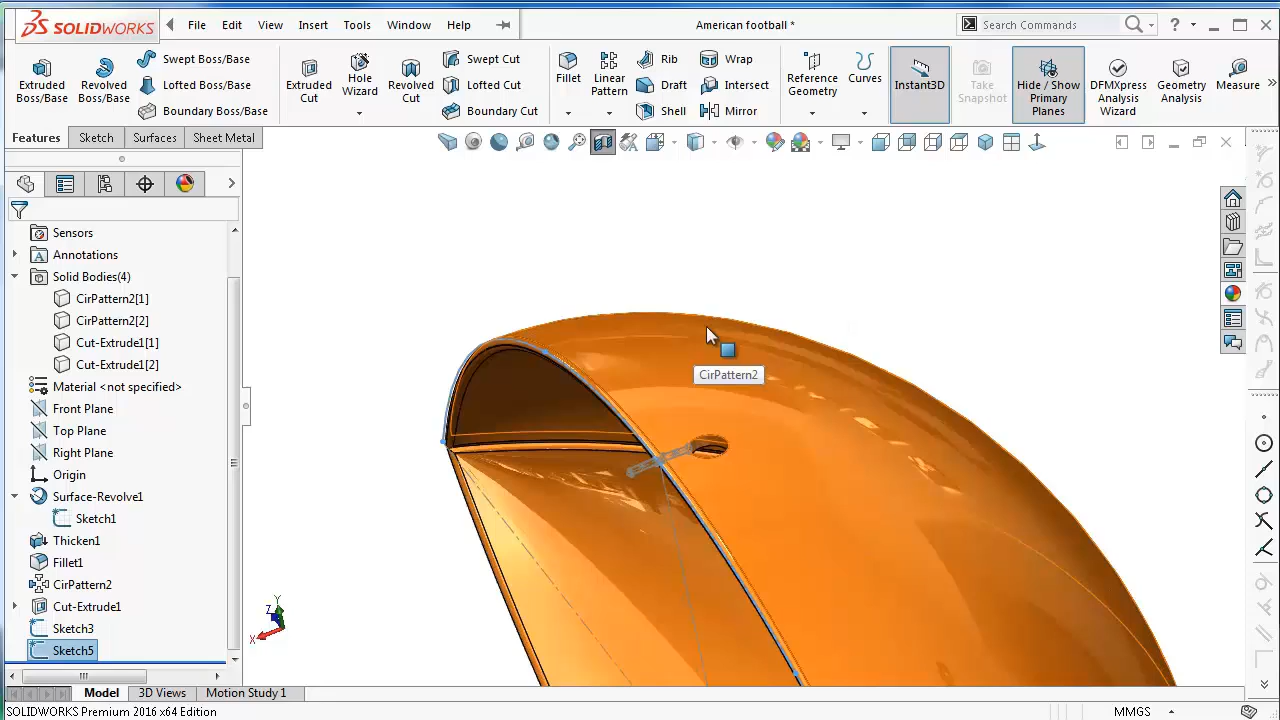 SOLIDWORKS
File Edit View Insert Tools Window Help
American football *
Search Commands
Extruded Boss/Base
Revolved Boss/Base
Swept Boss/Base
Lofted Boss/Base
Boundary Boss/Base
Extruded Cut
Hole Wizard
Revolved Cut
Swept Cut
Lofted Cut
Boundary Cut
Fillet
Linear Pattern
Rib
Draft
Shell
Wrap
Intersect
Mirror
Reference Geometry
Curves
Instant3D
Take Snapshot
Hide / Show Primary Planes
DFMXpress Analysis Wizard
Geometry Analysis
Measure
Features Sketch Surfaces Sheet Metal
Sensors
Annotations
Solid Bodies(4)
CirPattern2[1]
CirPattern2[2]
Cut-Extrude1[1]
Cut-Extrude1[2]
Material <not specified>
Front Plane
Top Plane
Right Plane
Origin
Surface-Revolve1
Sketch1
Thicken1
Fillet1
CirPattern2
Cut-Extrude1
Sketch3
Sketch5
CirPattern2
Y
Z
X
Model 3D Views Motion Study 1
SOLIDWORKS Premium 2016 x64 Edition
MMGS